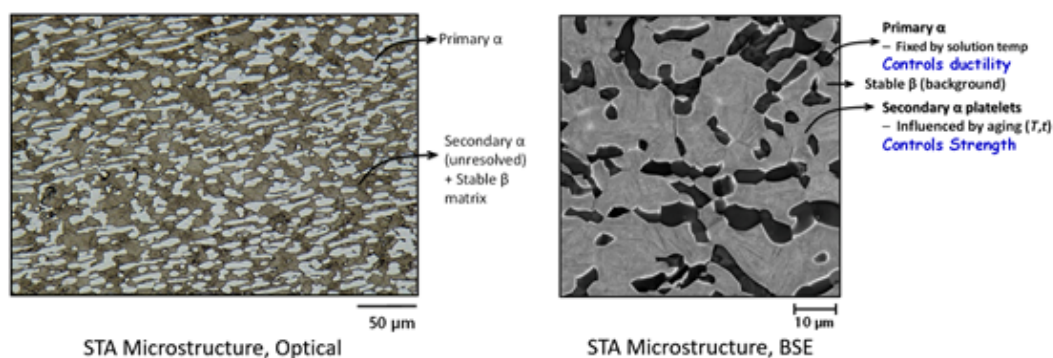 Primary α
Secondary α
(unresolved)
+ Stable β
matrix
50 μm
STA Microstructure, Optical
Primary α
– Fixed by solution temp
Controls ductility
Stable β (background)
Secondary α platelets
– Influenced by aging (T,t)
Controls Strength
10 μm
STA Microstructure, BSE